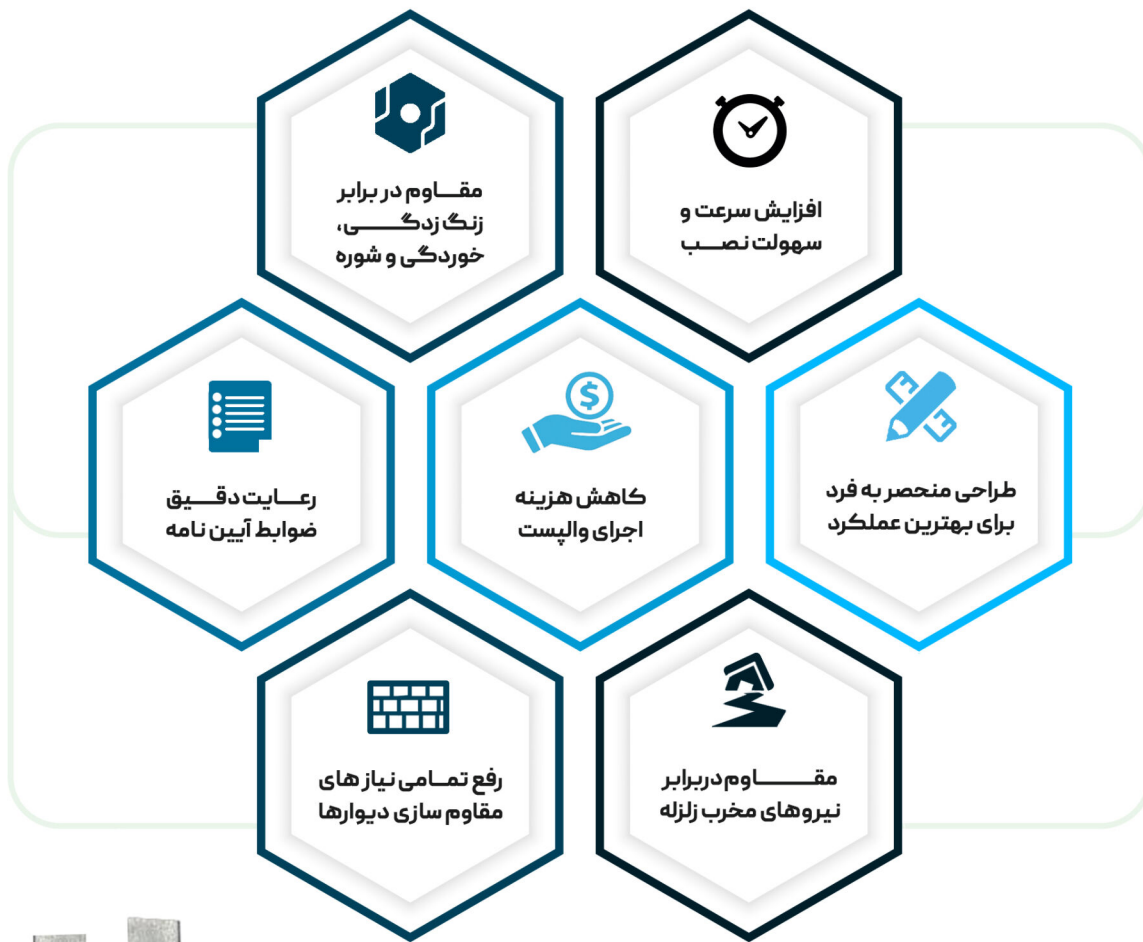 افزایش سرعت و
سهولت نصب
مقاوم در برابر
زنگ زدگی،
خوردگی و شوره
طراحی منحصر به فرد
برای بهترین عملکرد
کاهش هزینه
اجرای والپست
رعایت دقیق
ضوابط آیین نامه
مقاوم دربرابر
نیروهای مخرب زلزله
رفع تمامی نیاز های
مقاوم سازی دیوارها